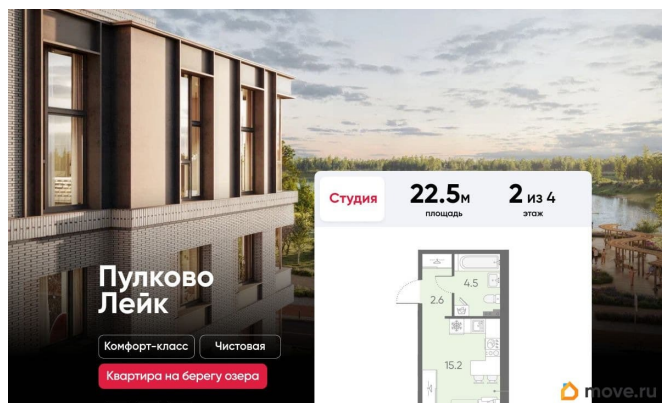 Студия
22.5м
площадь
2 из 4
этаж
Пулково
Лейк
Комфорт-класс
Чистовая
Квартира на берегу озера
4.5
2.6
15.2
move.ru